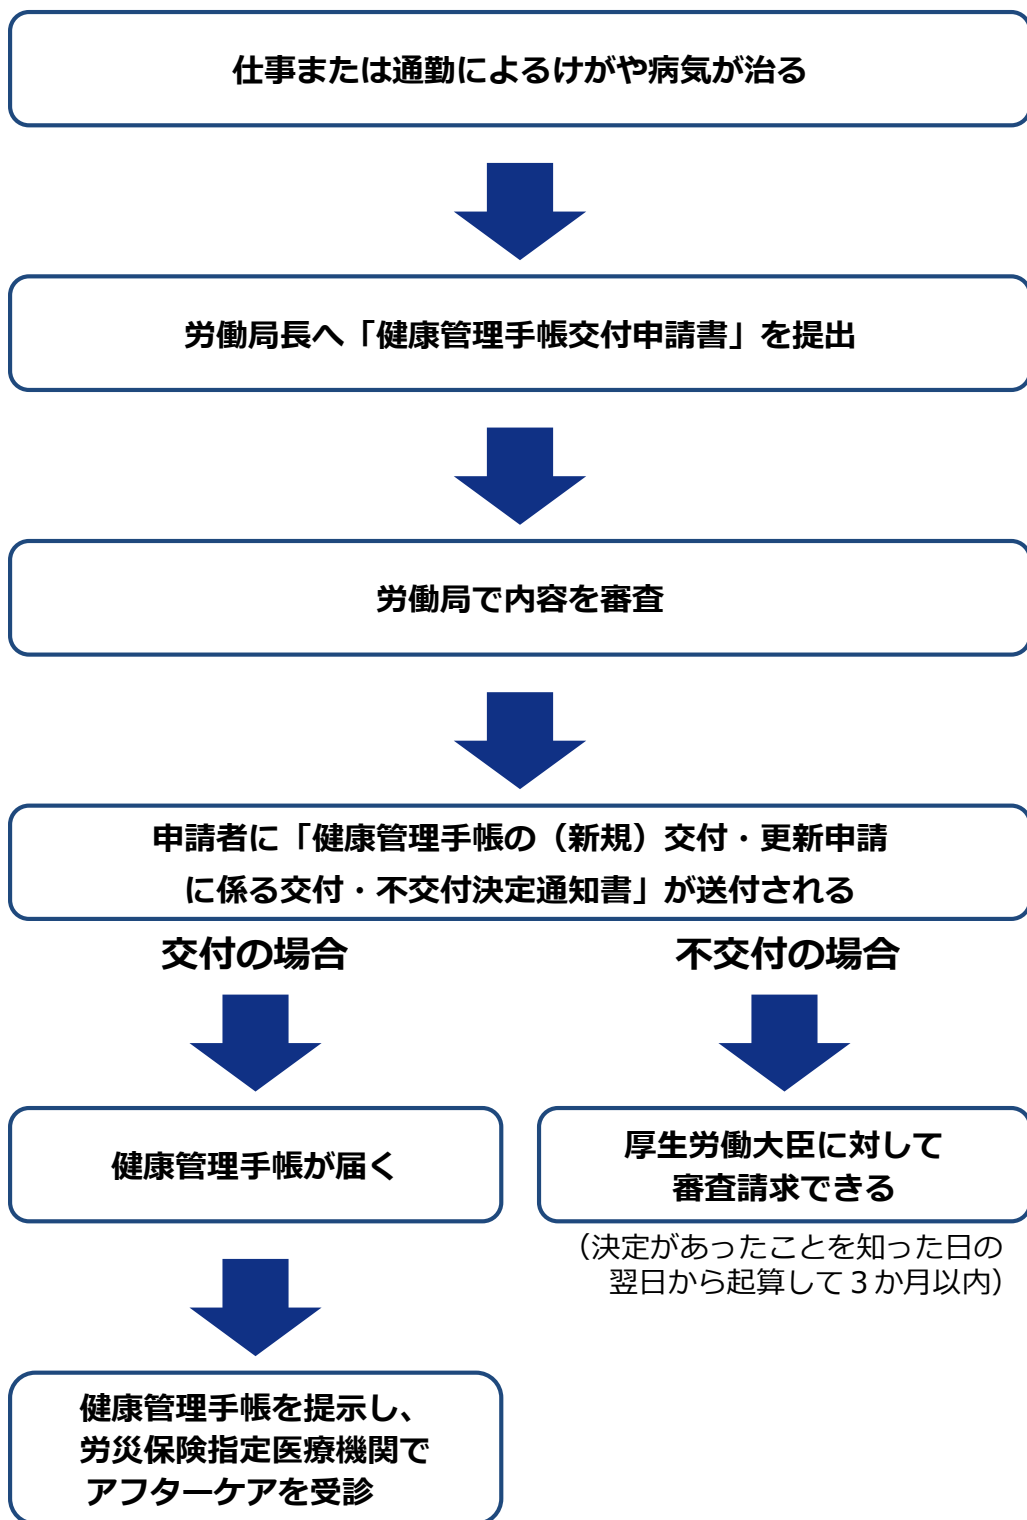 仕事または通勤によるけがや病気が治る
労働局長へ「健康管理手帳交付申請書」を提出
労働局で内容を審査
申請者に「健康管理手帳の（新規）交付・更新申請
に係る交付・不交付決定通知書」が送付される
交付の場合
不交付の場合
健康管理手帳が届く
厚生労働大臣に対して
審査請求できる
（決定があったことを知った日の
翌日から起算して３か月以内）
健康管理手帳を提示し、
労災保険指定医療機関で
アフターケアを受診